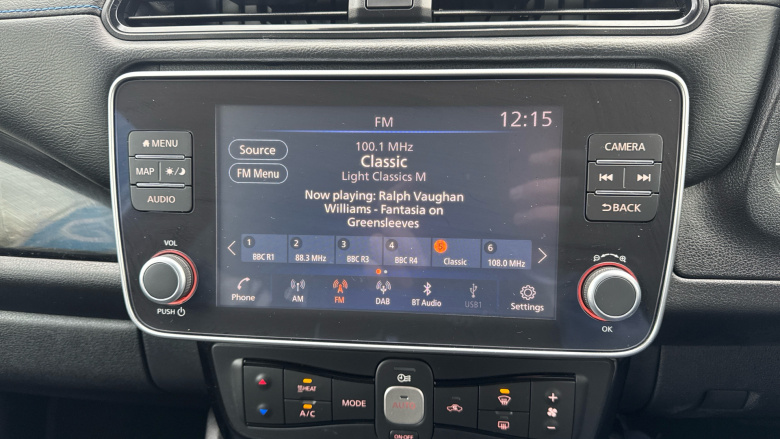 FM
12:15
MENU
MAP
AUDIO
VOL
PUSH
Source
FM Menu
100.1 MHz
Classic
Light Classics M
Now playing: Ralph Vaughan
Williams - Fantasia on
Greensleeves
1 BBC R1
2 88.3 MHz
3 BBC R3
4 BBC R4
5 Classic
6 108.0 MHz
Phone
AM
FM
DAB
BT Audio
USB1
Settings
CAMERA
BACK
OK
HEAT
A/C
MODE
AUTO
ON·OFF
+
-